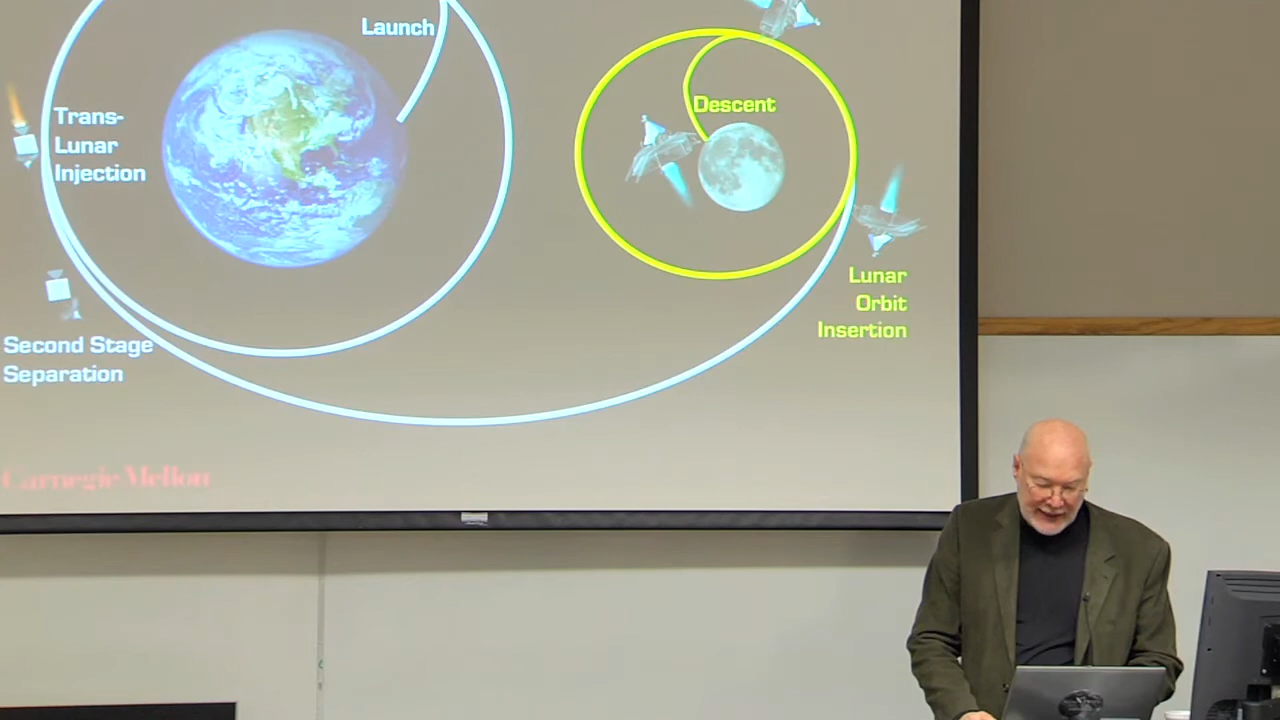 Launch
Trans-
Lunar
Injection
Second Stage
Separation
Descent
Lunar
Orbit
Insertion
Carnegie Mellon